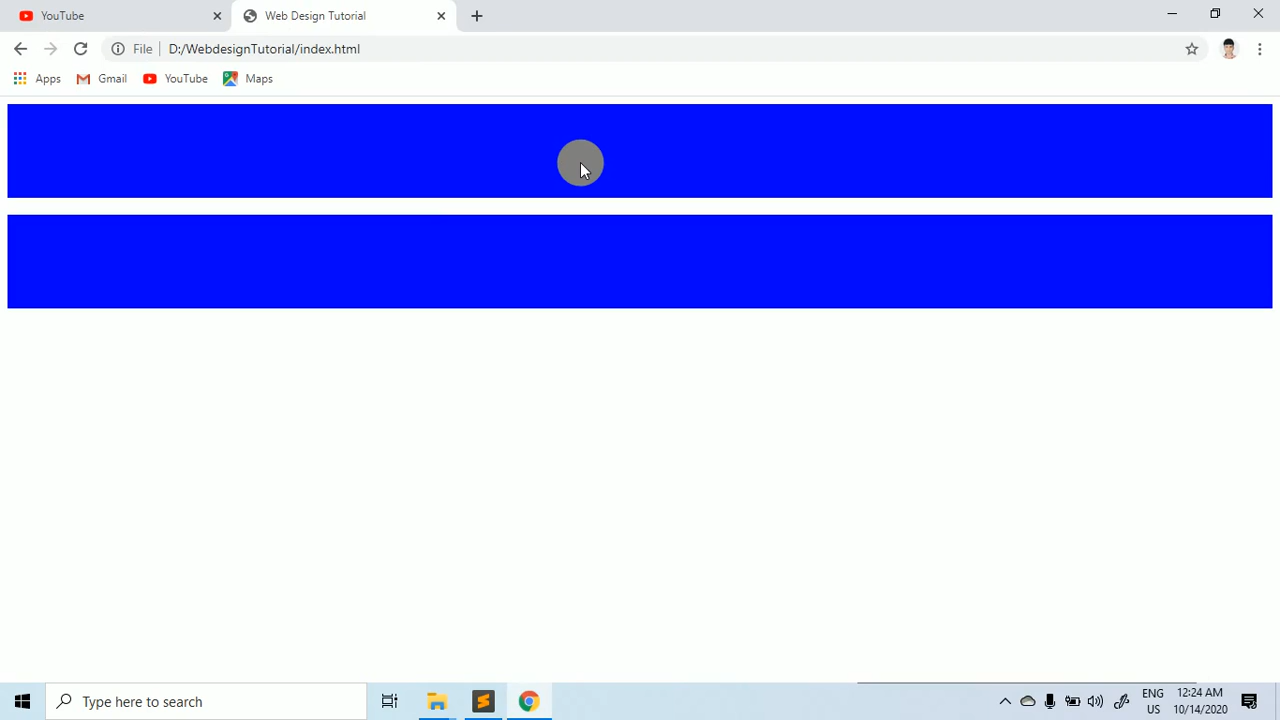 YouTube
Web Design Tutorial
File
D:/WebdesignTutorial/index.html
Apps
Gmail
YouTube
Maps
Type here to search
ENG
US
12:24 AM
10/14/2020